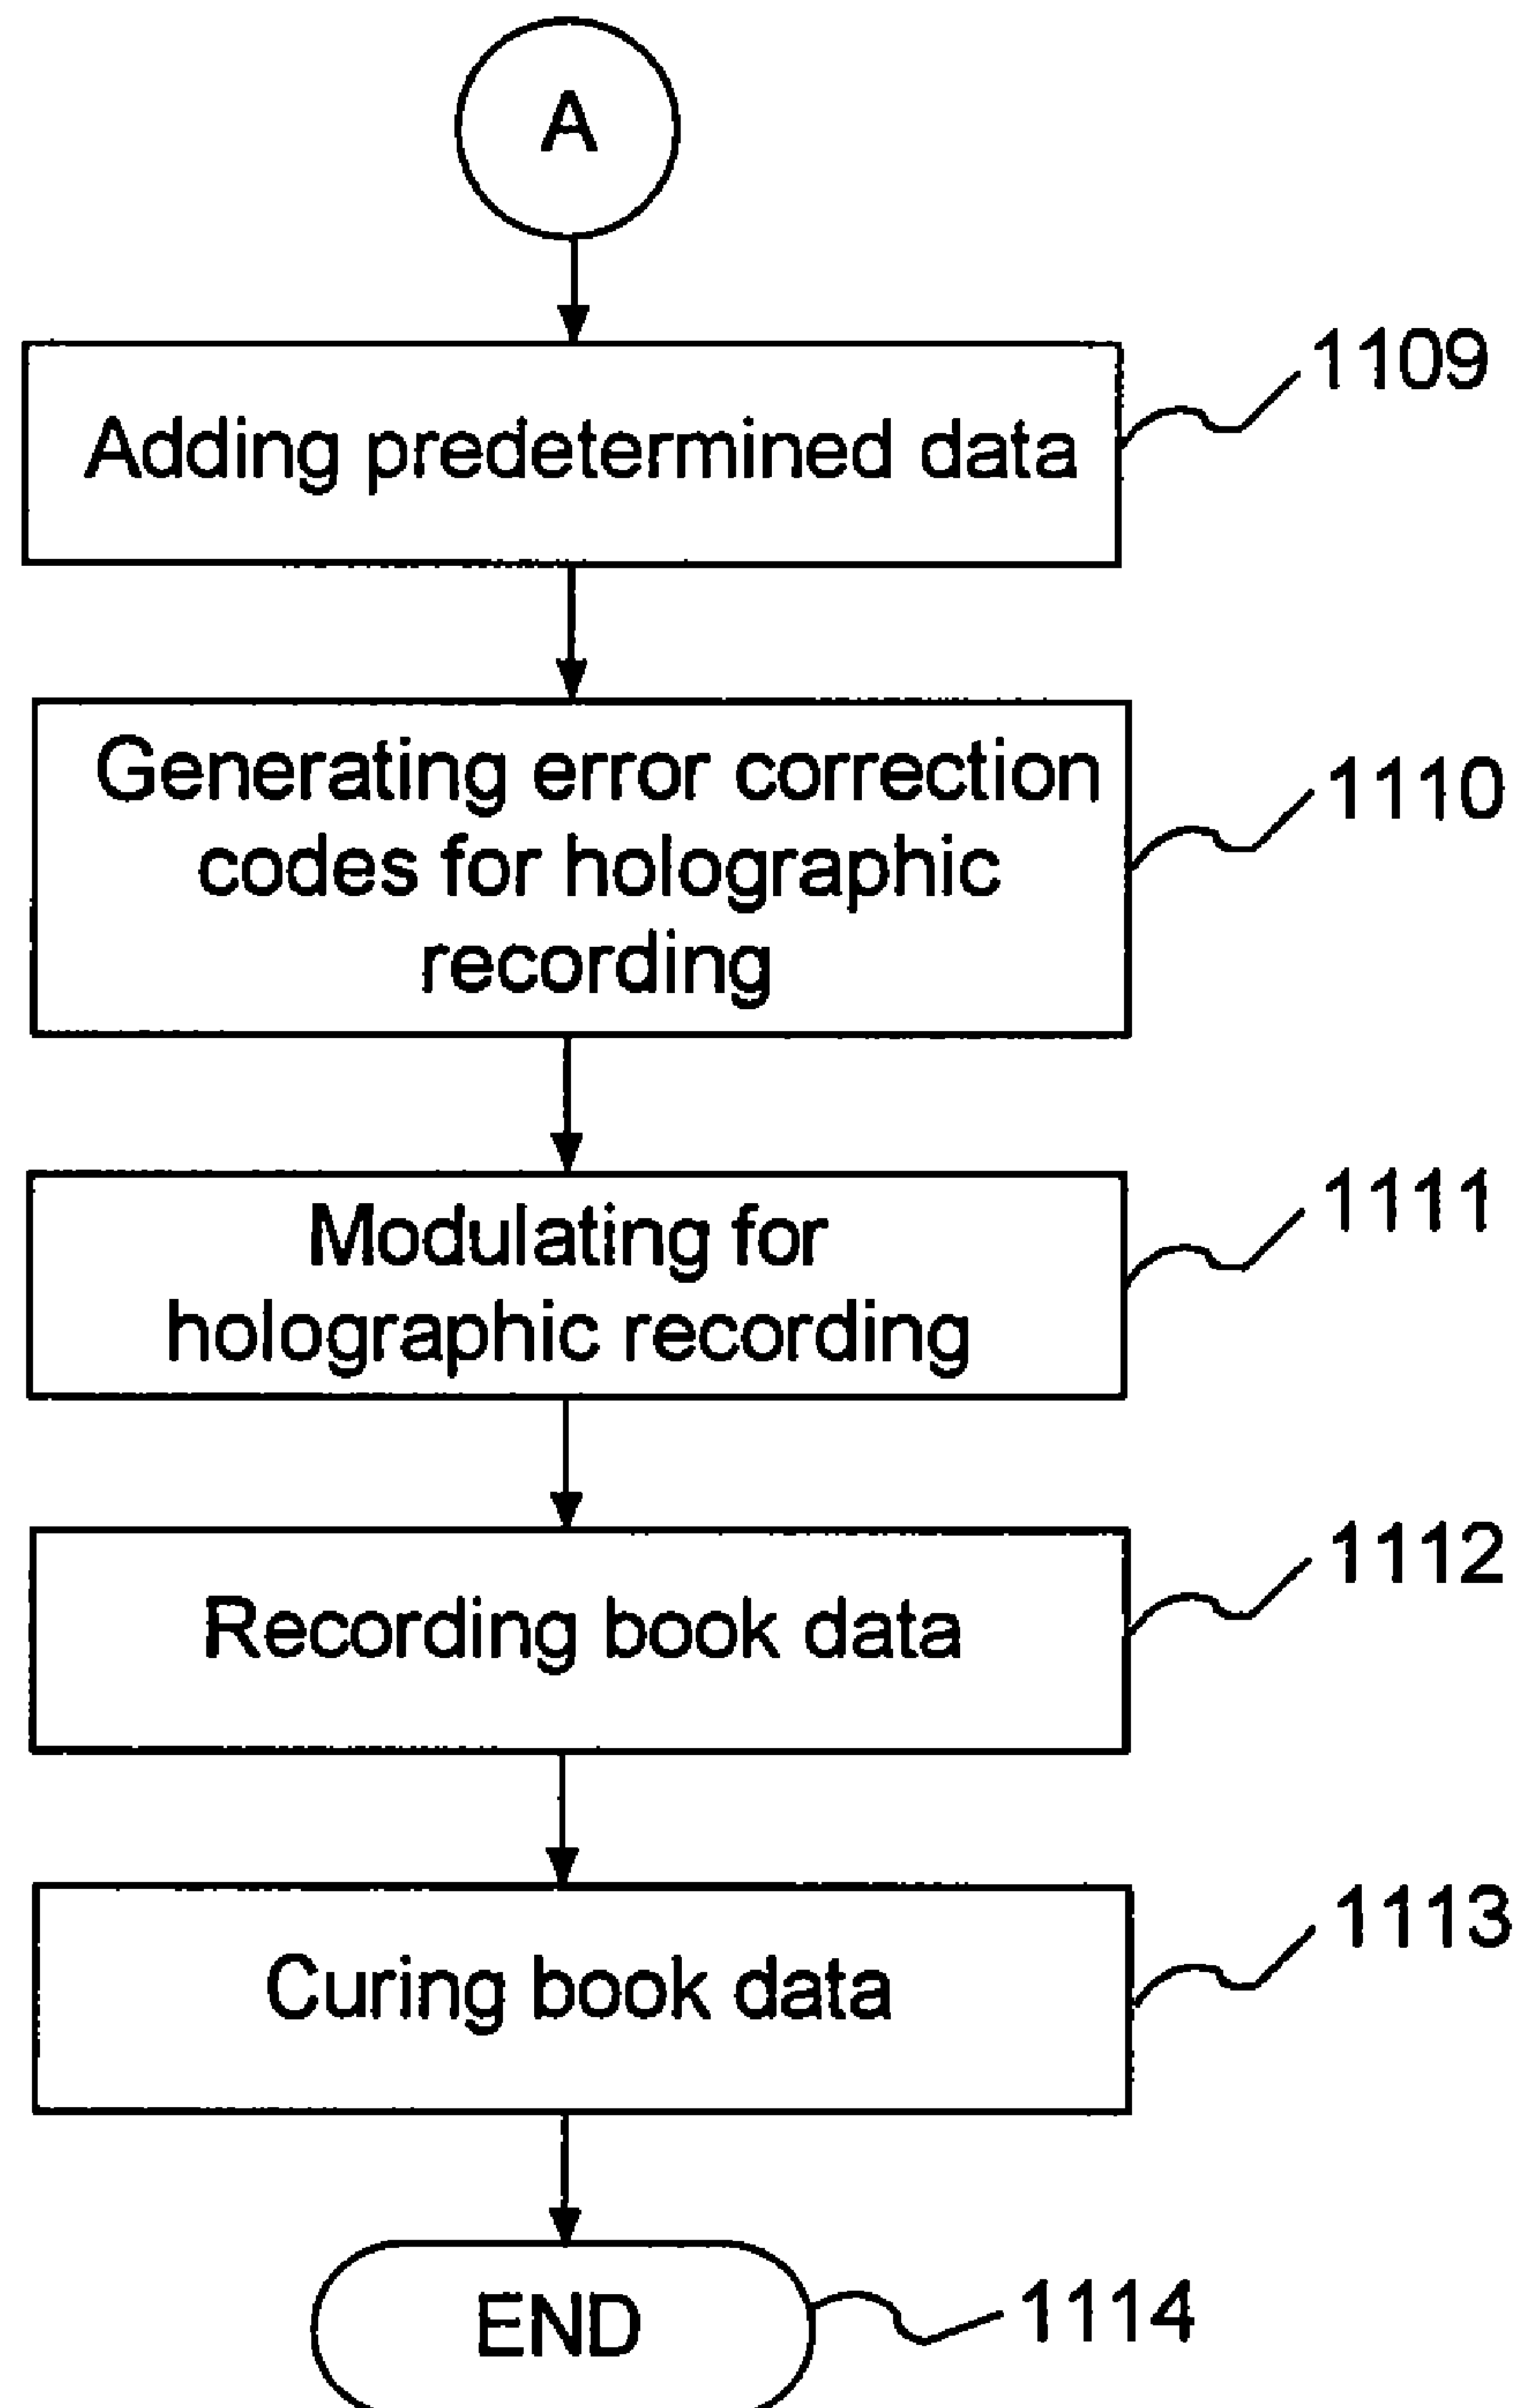 A
1109
Adding predetermined data
1110
Generating error correction
codes for holographic
recording
1111
Modulating for
holographic recording
1112
Recording book data
1113
Curing book data
END
1114